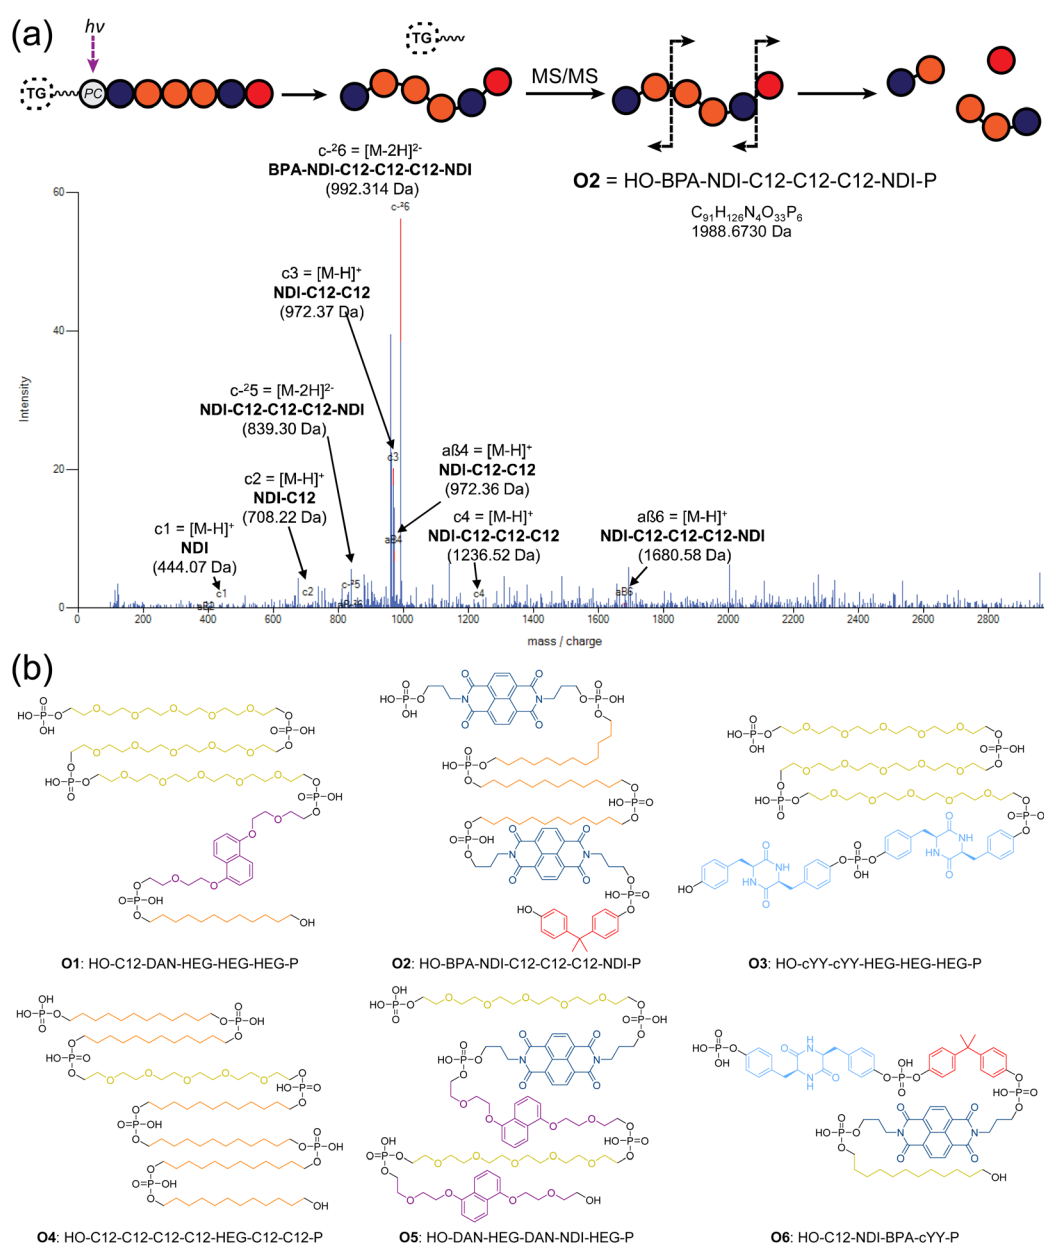 (a)
hν
TG
PC
TG
MS/MS
c-²6 = [M-2H]²⁻
BPA-NDI-C12-C12-C12-NDI
(992.314 Da)
O2 = HO-BPA-NDI-C12-C12-C12-NDI-P
C₉₁H₁₂₆N₄O₃₃P₆
1988.6730 Da
60
c-²6
c3 = [M-H]⁺
NDI-C12-C12
(972.37 Da)
40
Intensity
c-²5 = [M-2H]²⁻
NDI-C12-C12-C12-NDI
(839.30 Da)
c3
aß4 = [M-H]⁺
NDI-C12-C12
(972.36 Da)
20
c2 = [M-H]⁺
NDI-C12
(708.22 Da)
c1 = [M-H]⁺
NDI
(444.07 Da)
aB4
c4 = [M-H]⁺
NDI-C12-C12-C12
(1236.52 Da)
aß6 = [M-H]⁺
NDI-C12-C12-C12-NDI
(1680.58 Da)
c-²5
c1
c2
c4
aB6
aB2
0
0 200 400 600 800 1000 1200 1400 1600 1800 2000 2200 2400 2600 2800
mass / charge
(b)
O1: HO-C12-DAN-HEG-HEG-HEG-P
O2: HO-BPA-NDI-C12-C12-C12-NDI-P
O3: HO-cYY-cYY-HEG-HEG-HEG-P
O4: HO-C12-C12-C12-C12-HEG-C12-C12-P
O5: HO-DAN-HEG-DAN-NDI-HEG-P
O6: HO-C12-NDI-BPA-cYY-P